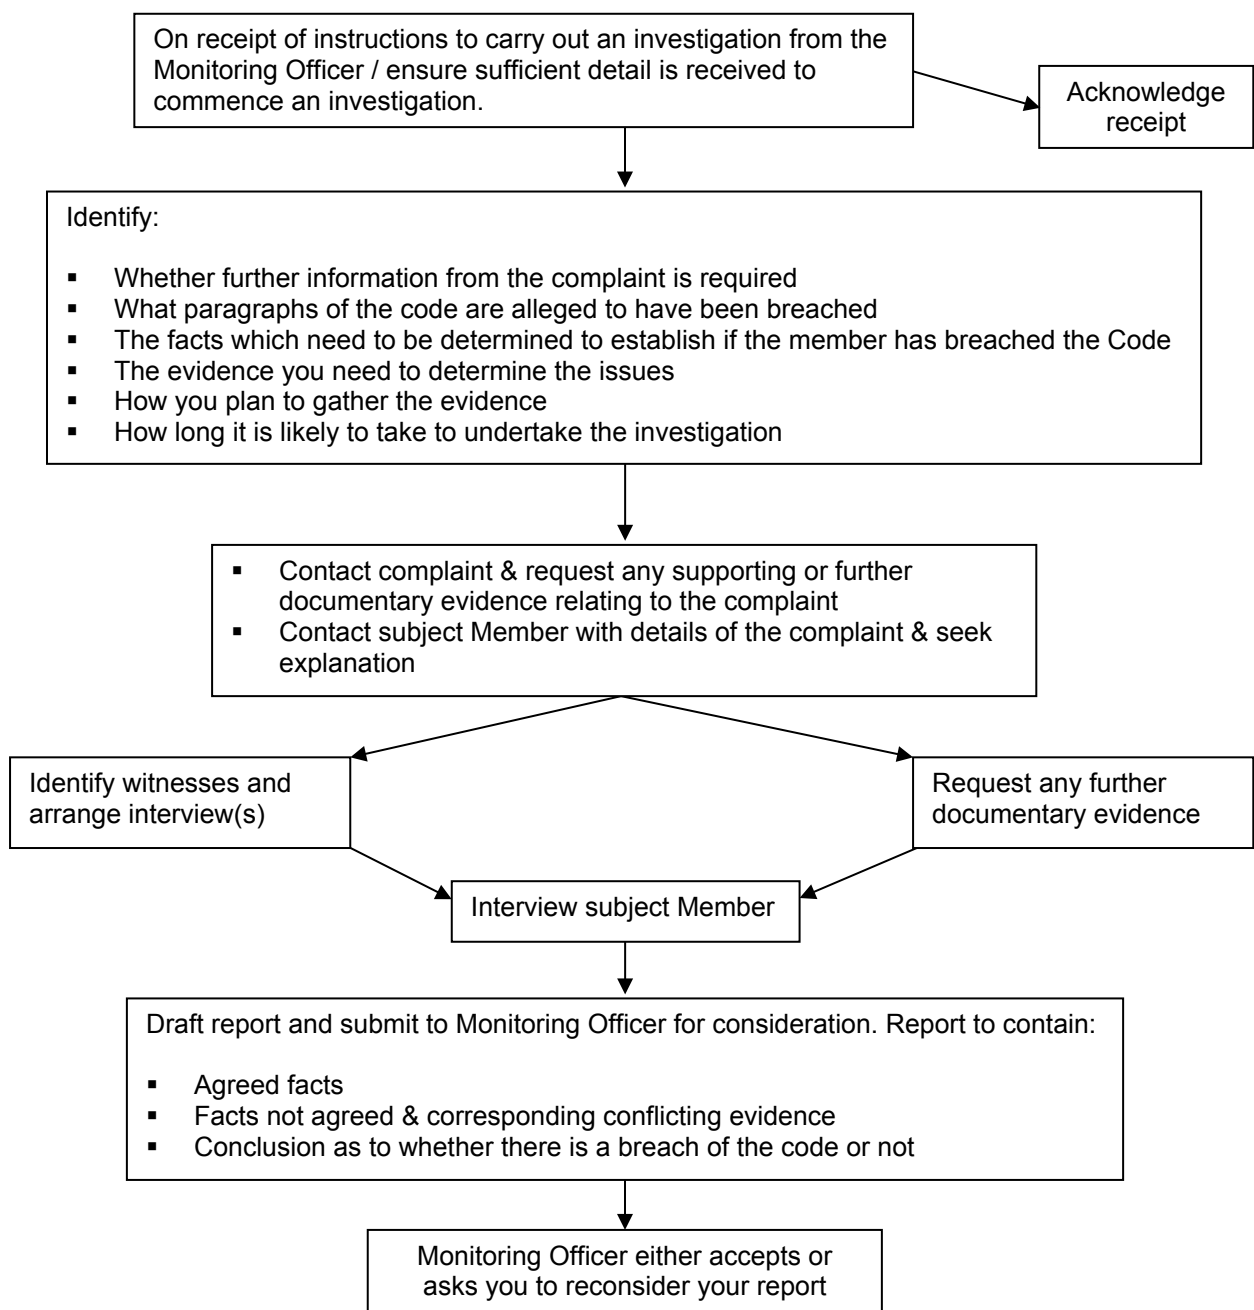 On receipt of instructions to carry out an investigation from the
Monitoring Officer / ensure sufficient detail is received to
commence an investigation.
Acknowledge
receipt
Identify:
▪ Whether further information from the complaint is required
▪ What paragraphs of the code are alleged to have been breached
▪ The facts which need to be determined to establish if the member has breached the Code
▪ The evidence you need to determine the issues
▪ How you plan to gather the evidence
▪ How long it is likely to take to undertake the investigation
▪ Contact complaint & request any supporting or further
documentary evidence relating to the complaint
▪ Contact subject Member with details of the complaint & seek
explanation
Identify witnesses and
arrange interview(s)
Request any further
documentary evidence
Interview subject Member
Draft report and submit to Monitoring Officer for consideration. Report to contain:
▪ Agreed facts
▪ Facts not agreed & corresponding conflicting evidence
▪ Conclusion as to whether there is a breach of the code or not
Monitoring Officer either accepts or
asks you to reconsider your report